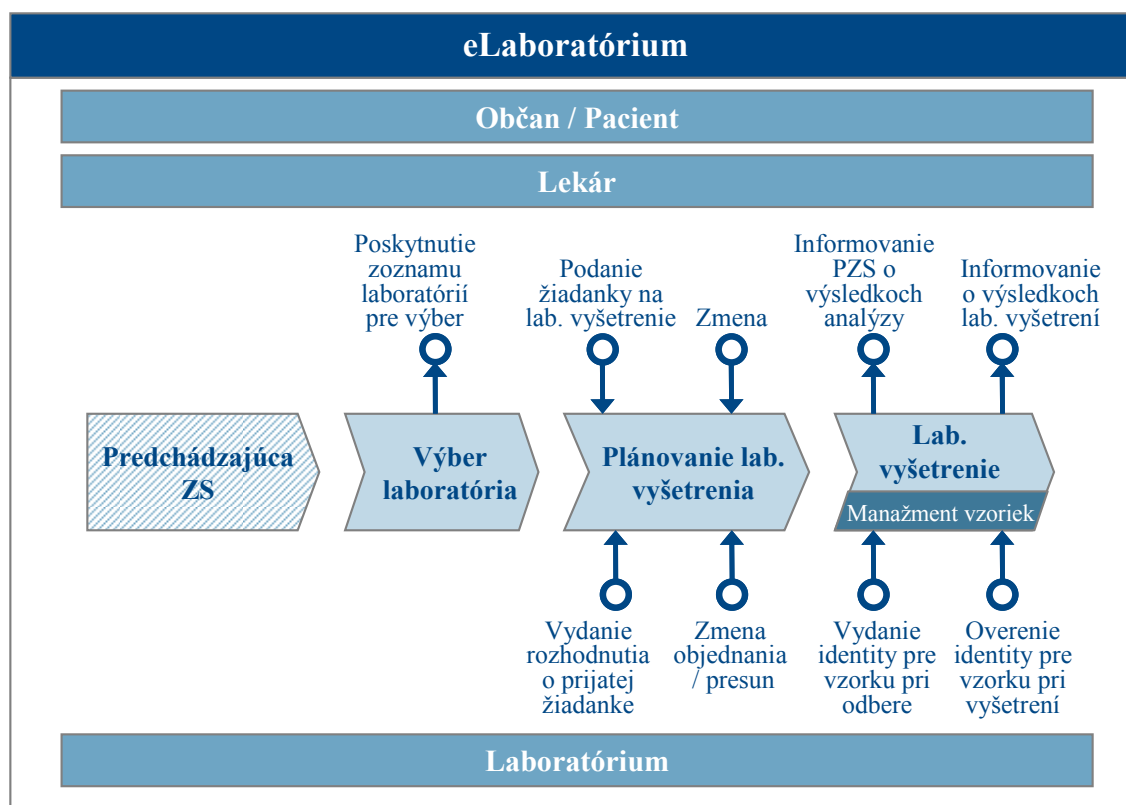 eLaboratórium
Občan / Pacient
Lekár
Poskytnutie
zoznamu
laboratórií
pre výber
Podanie
žiadanky na
lab. vyšetrenie
Zmena
Informovanie
PZS o
výsledkoch
analýzy
Informovanie
o výsledkoch
lab. vyšetrení
Predchádzajúca
ZS
Výber
laboratória
Plánovanie lab.
vyšetrenia
Lab.
vyšetrenie
Manažment vzoriek
Vydanie
rozhodnutia
o prijatej
žiadanke
Zmena
objednania
/ presun
Vydanie
identity pre
vzorku pri
odbere
Overenie
identity pre
vzorku pri
vyšetrení
Laboratórium